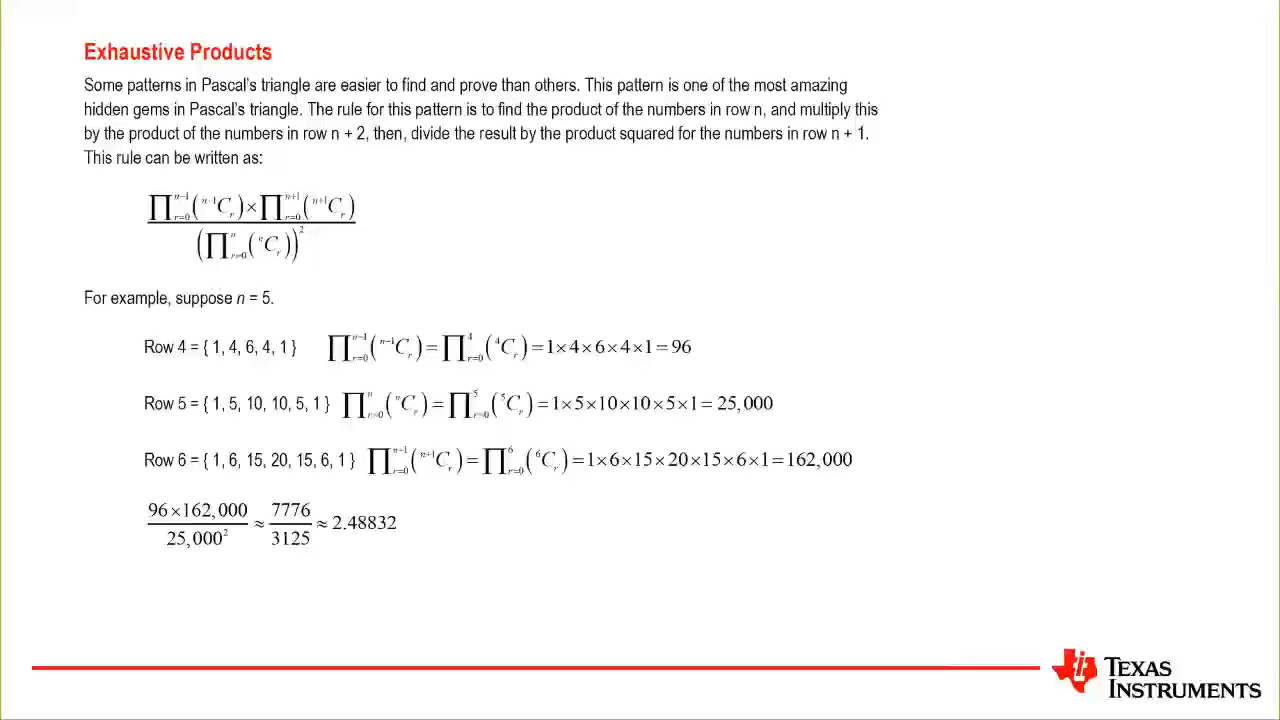 Exhaustive Products
Some patterns in Pascal's triangle are easier to find and prove than others. This pattern is one of the most amazing
hidden gems in Pascal's triangle. The rule for this pattern is to find the product of the numbers in row n, and multiply this
by the product of the numbers in row n + 2, then, divide the result by the product squared for the numbers in row n + 1.
This rule can be written as:
∏_{r=0}^{n–1}(^{n–1}C_r)×∏_{r=0}^{n+1}(^{n+1}C_r)
(∏_{r=0}^{n}(^{n}C_r))^2
For example, suppose n = 5.
Row 4 = { 1, 4, 6, 4, 1 } ∏_{r=0}^{n–1}(^{n–1}C_r) = ∏_{r=0}^{4}(^{4}C_r) = 1×4×6×4×1 = 96
Row 5 = { 1, 5, 10, 10, 5, 1 } ∏_{r=0}^{n}(^{n}C_r) = ∏_{r=0}^{5}(^{5}C_r) = 1×5×10×10×5×1 = 25,000
Row 6 = { 1, 6, 15, 20, 15, 6, 1 } ∏_{r=0}^{n–1}(^{n+1}C_r) = ∏_{r=0}^{6}(^{6}C_r) = 1×6×15×20×15×6×1 = 162,000
96×162,000 / 25,000^2 ≈ 7776 / 3125 ≈ 2.48832
TEXAS
INSTRUMENTS